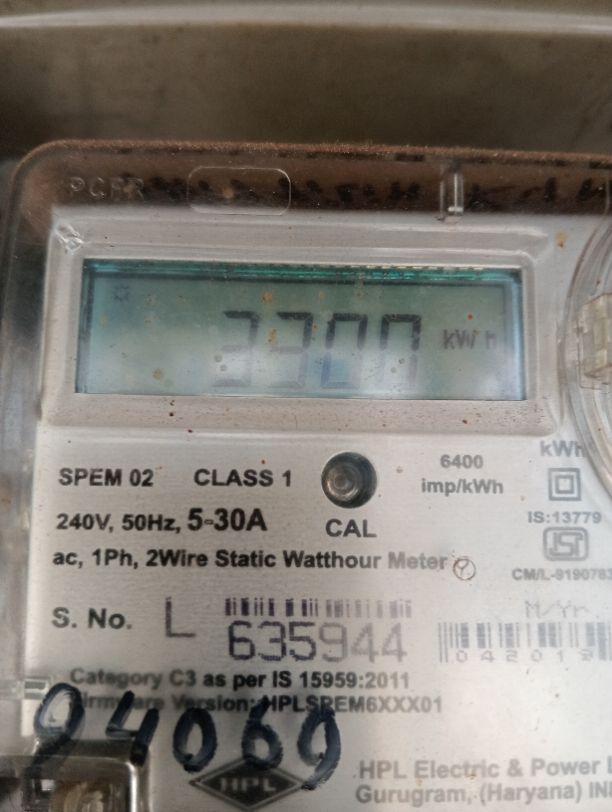 3300 kWh
kWh
SPEM 02 CLASS 1
6400
imp/kWh
240V, 50Hz, 5-30A
CAL
IS:13779
ac, 1Ph, 2Wire Static Watthour Meter
CM/L-9190783
M/Yr.
S. No. L 635944
Category C3 as per IS 15959:2011
Firmware Version: HPLSPEM6XXX01
94069
HPL
HPL Electric & Power
Gurugram, (Haryana)